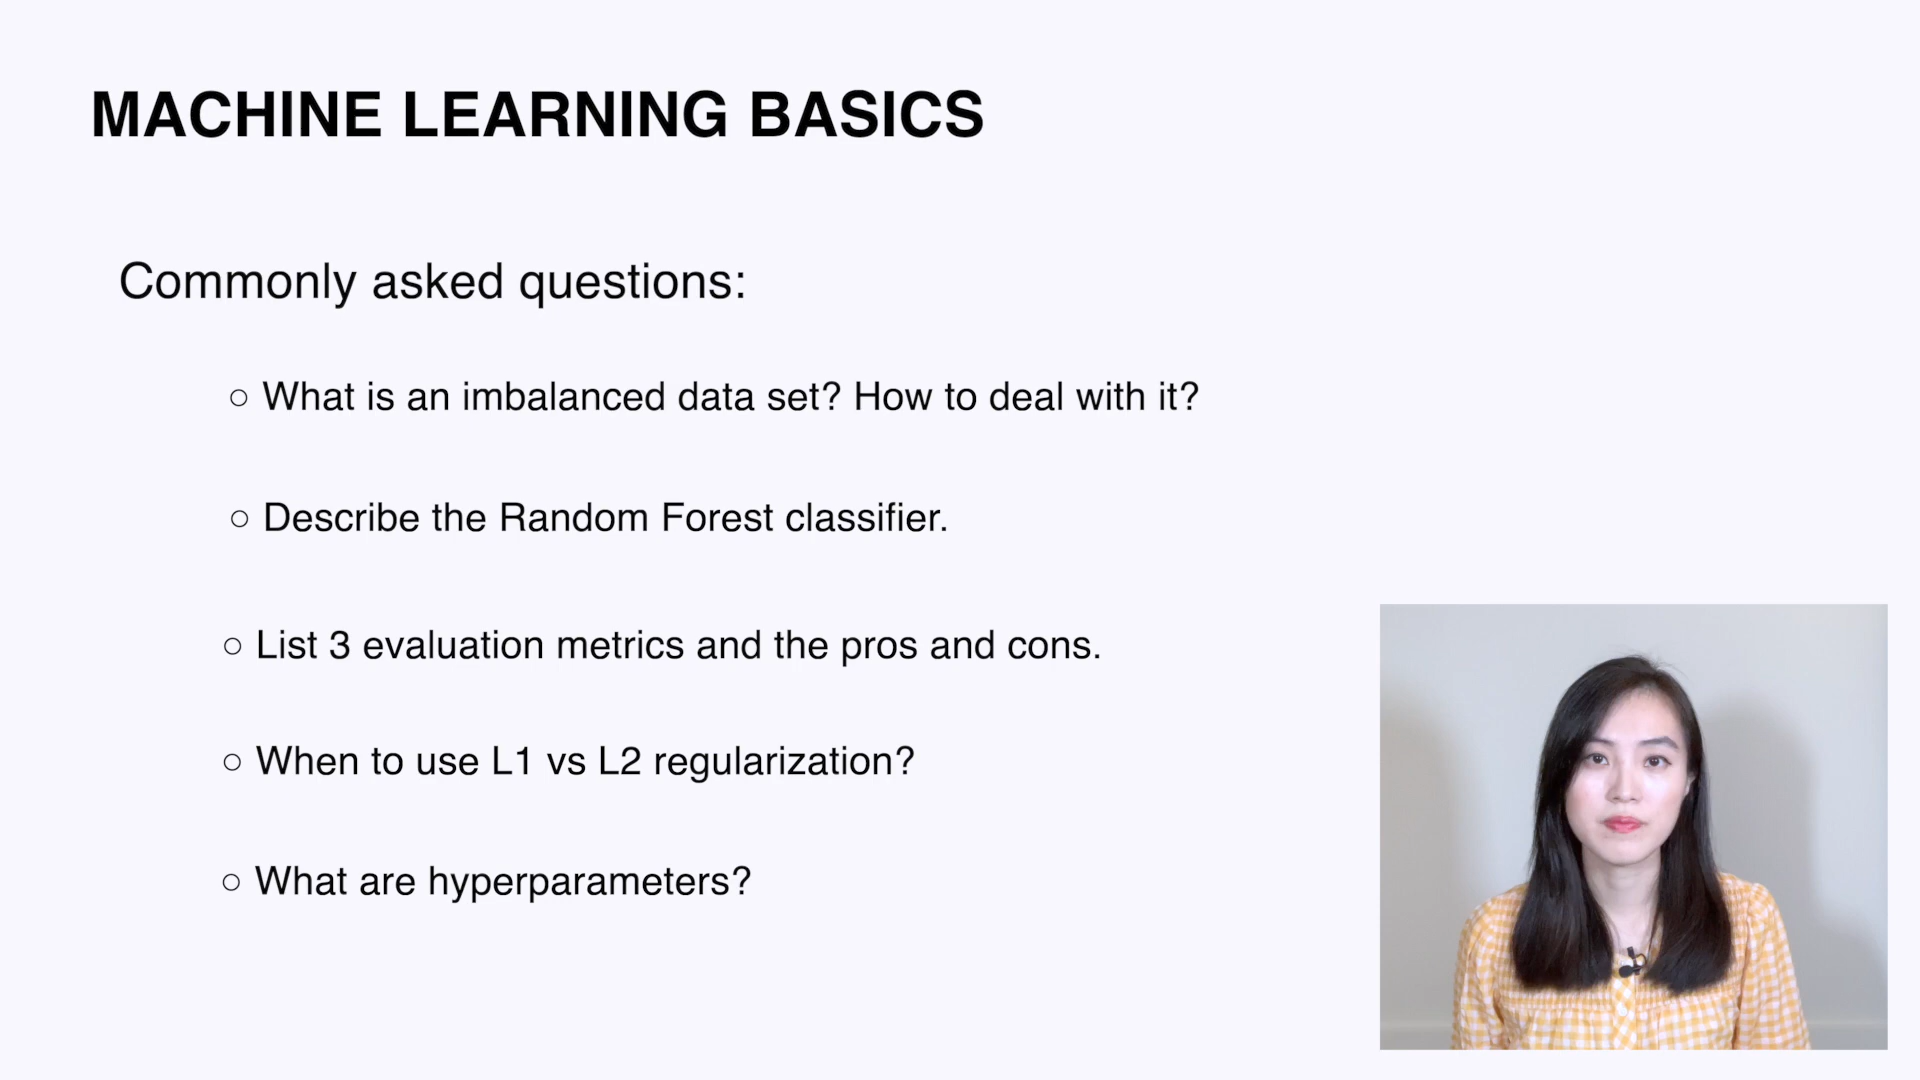 MACHINE LEARNING BASICS
Commonly asked questions:
○ What is an imbalanced data set? How to deal with it?
○ Describe the Random Forest classifier.
○ List 3 evaluation metrics and the pros and cons.
○ When to use L1 vs L2 regularization?
○ What are hyperparameters?